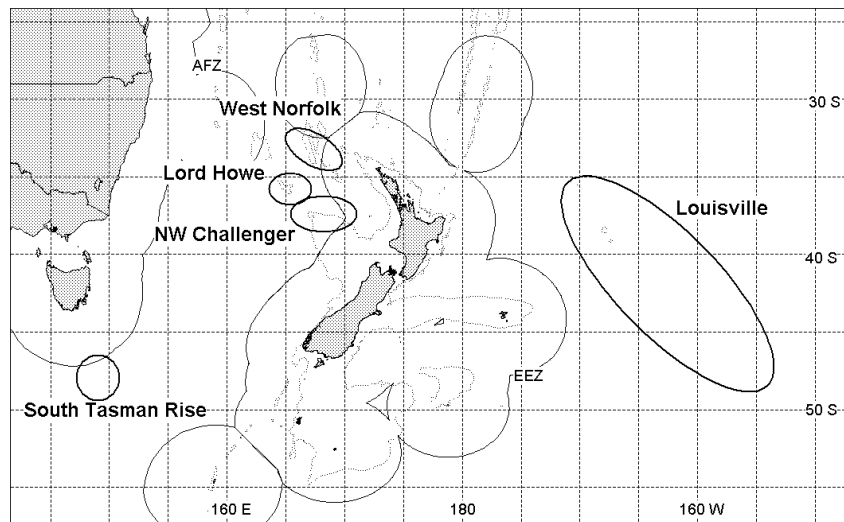 AFZ
West Norfolk
30 S
Lord Howe
Louisville
NW Challenger
40 S
EEZ
South Tasman Rise
50 S
160 E
180
160 W